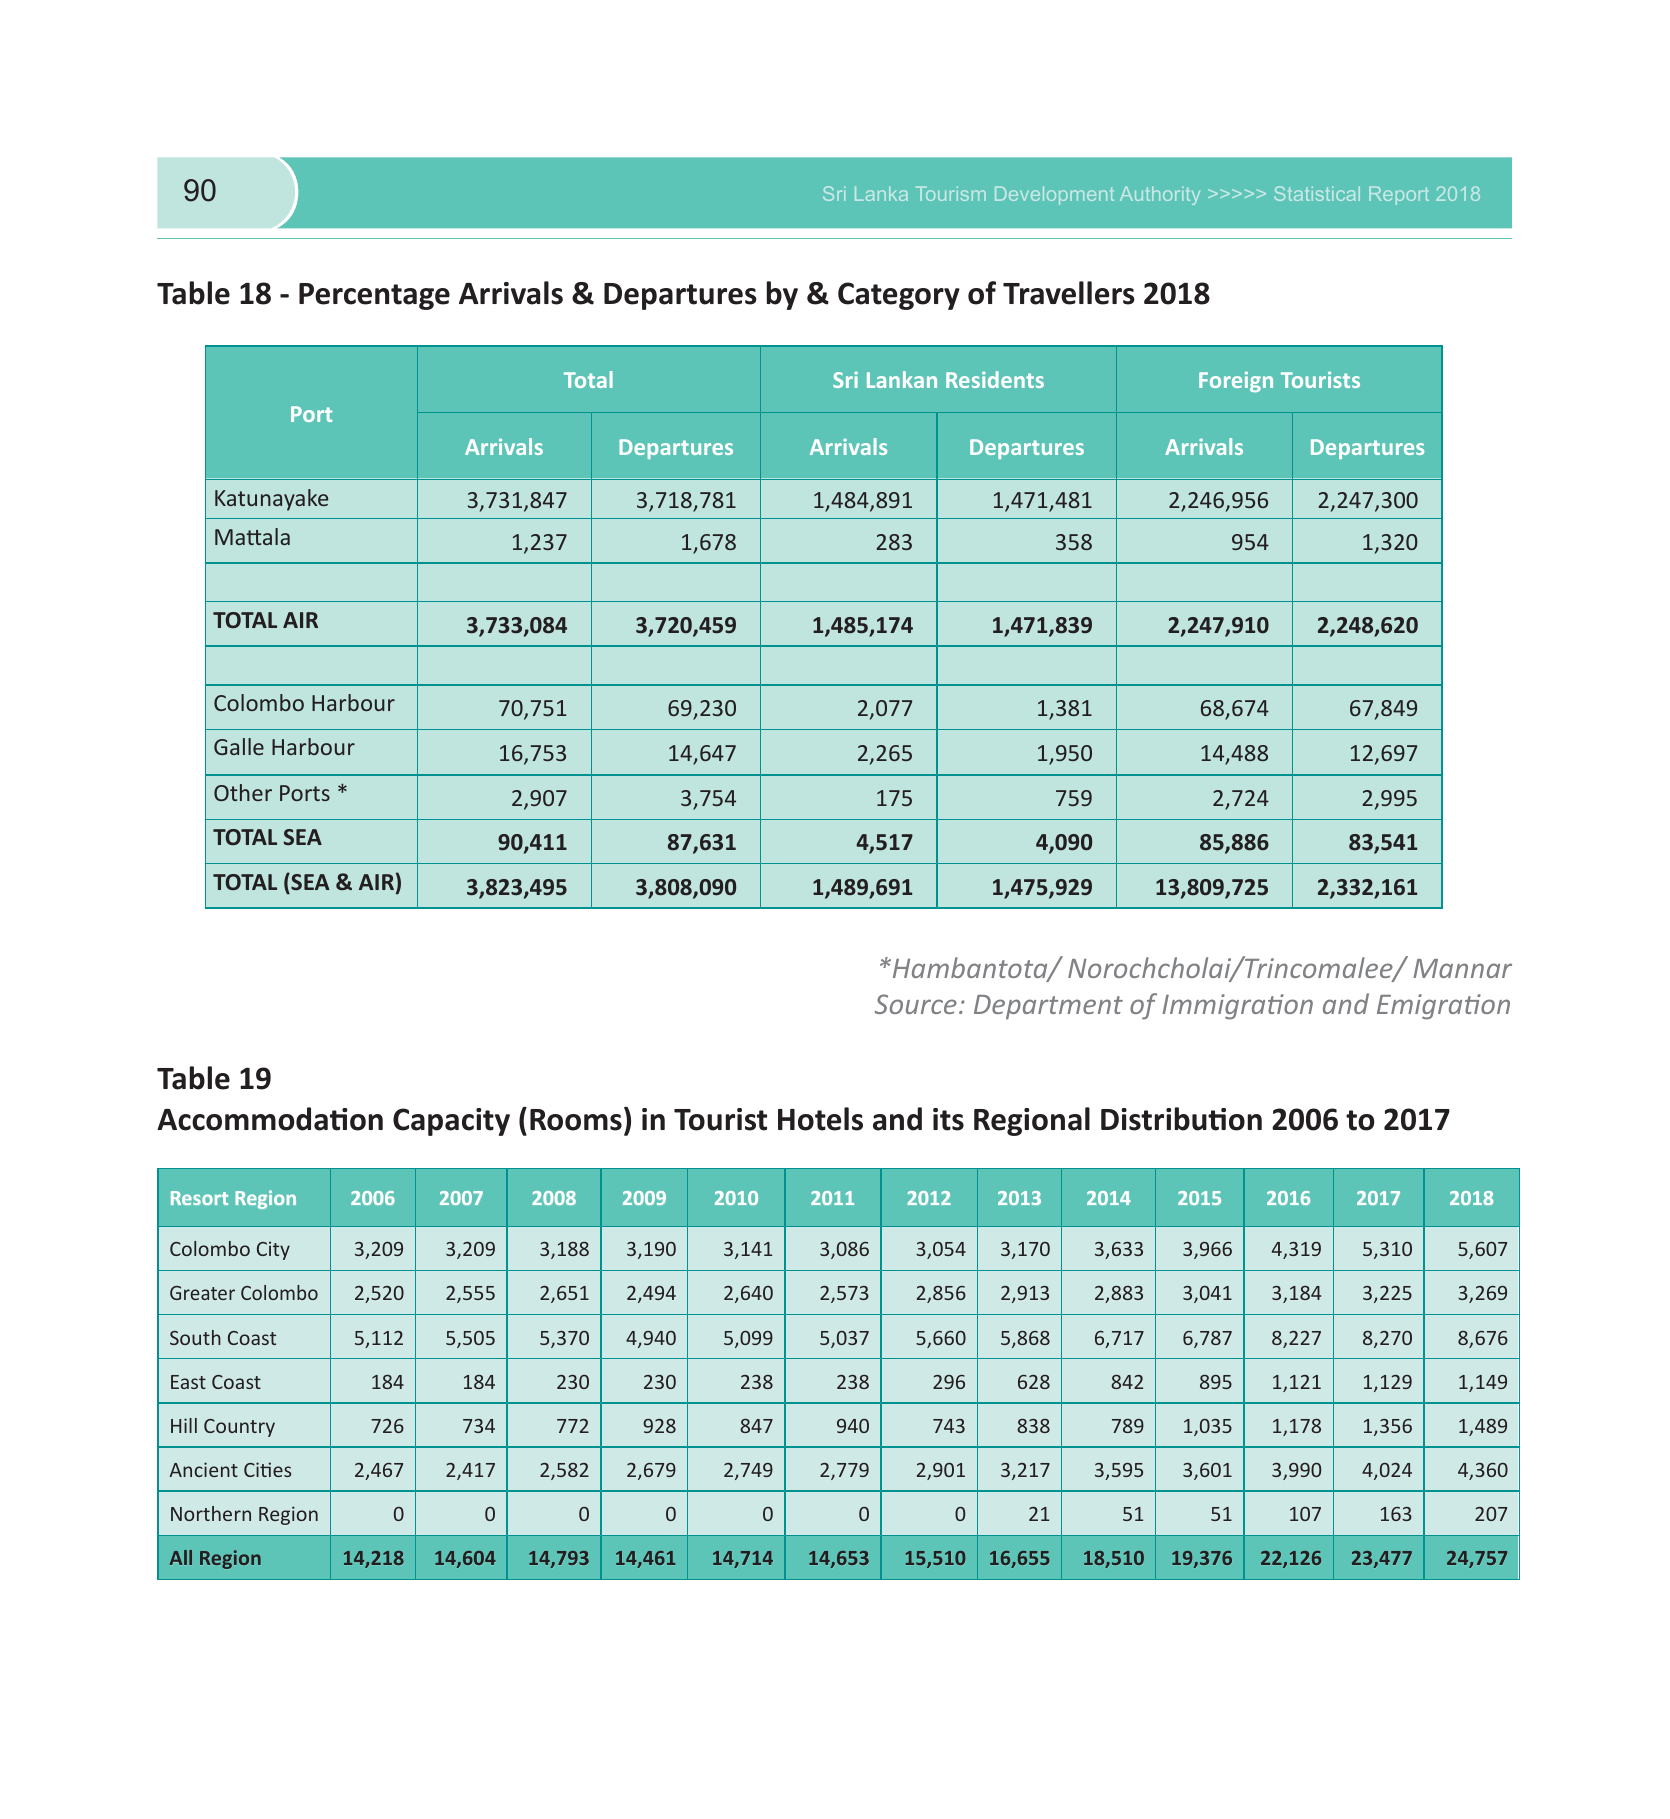 90
Sri Lanka Tourism Development Authority >>>>> Statistical Report 2018
Table 18 - Percentage Arrivals & Departures by & Category of Travellers 2018
Port Total Sri Lankan Residents Foreign Tourists
Arrivals Departures Arrivals Departures Arrivals Departures
Katunayake 3,731,847 3,718,781 1,484,891 1,471,481 2,246,956 2,247,300
Mattala 1,237 1,678 283 358 954 1,320
TOTAL AIR 3,733,084 3,720,459 1,485,174 1,471,839 2,247,910 2,248,620
Colombo Harbour 70,751 69,230 2,077 1,381 68,674 67,849
Galle Harbour 16,753 14,647 2,265 1,950 14,488 12,697
Other Ports * 2,907 3,754 175 759 2,724 2,995
TOTAL SEA 90,411 87,631 4,517 4,090 85,886 83,541
TOTAL (SEA & AIR) 3,823,495 3,808,090 1,489,691 1,475,929 13,809,725 2,332,161
*Hambantota/ Norochcholai/Trincomalee/ Mannar
Source: Department of Immigration and Emigration
Table 19
Accommodation Capacity (Rooms) in Tourist Hotels and its Regional Distribution 2006 to 2017
Resort Region 2006 2007 2008 2009 2010 2011 2012 2013 2014 2015 2016 2017 2018
Colombo City 3,209 3,209 3,188 3,190 3,141 3,086 3,054 3,170 3,633 3,966 4,319 5,310 5,607
Greater Colombo 2,520 2,555 2,651 2,494 2,640 2,573 2,856 2,913 2,883 3,041 3,184 3,225 3,269
South Coast 5,112 5,505 5,370 4,940 5,099 5,037 5,660 5,868 6,717 6,787 8,227 8,270 8,676
East Coast 184 184 230 230 238 238 296 628 842 895 1,121 1,129 1,149
Hill Country 726 734 772 928 847 940 743 838 789 1,035 1,178 1,356 1,489
Ancient Cities 2,467 2,417 2,582 2,679 2,749 2,779 2,901 3,217 3,595 3,601 3,990 4,024 4,360
Northern Region 0 0 0 0 0 0 0 21 51 51 107 163 207
All Region 14,218 14,604 14,793 14,461 14,714 14,653 15,510 16,655 18,510 19,376 22,126 23,477 24,757